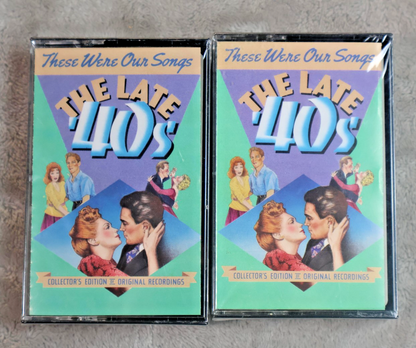 These Were Our Songs
THE LATE
'40s
COLLECTOR'S EDITION
ORIGINAL RECORDINGS
These Were Our Songs
THE LATE
'40s
COLLECTOR'S EDITION
ORIGINAL RECORDINGS